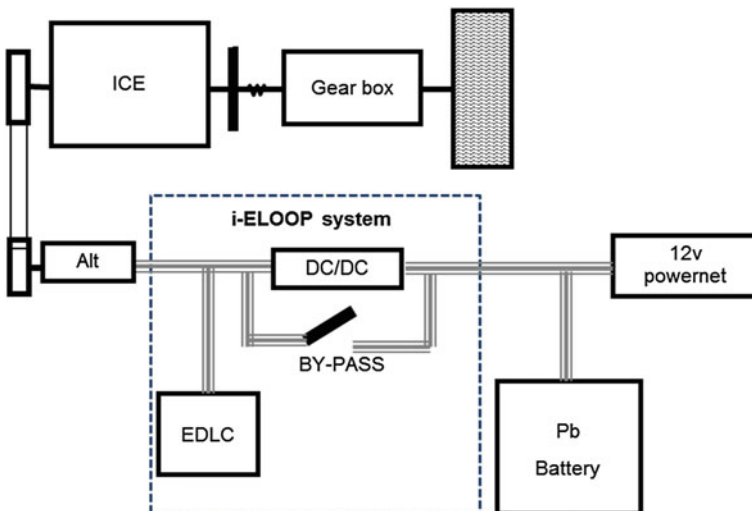 ICE
Gear box
i-ELOOP system
Alt
DC/DC
12v
powernet
BY-PASS
EDLC
Pb
Battery